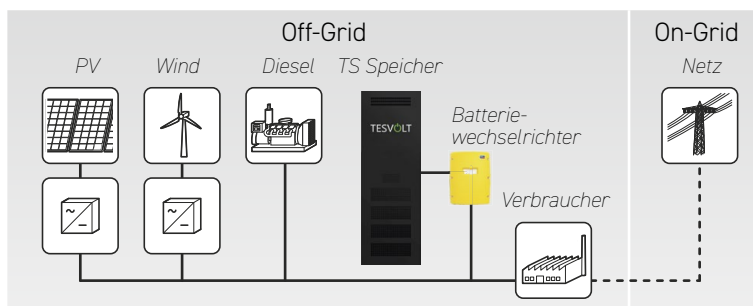 Off-Grid
On-Grid
PV
Wind
Diesel
TS Speicher
Netz
TESVOLT
Batterie-
wechselrichter
Verbraucher